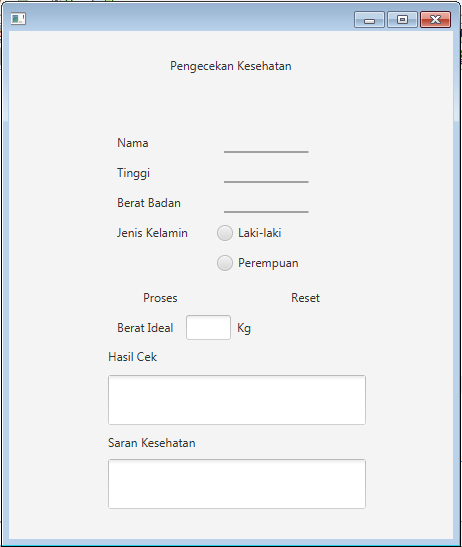 Pengecekan Kesehatan
Nama
Tinggi
Berat Badan
Jenis Kelamin Laki-laki
Perempuan
Proses Reset
Berat Ideal Kg
Hasil Cek
Saran Kesehatan